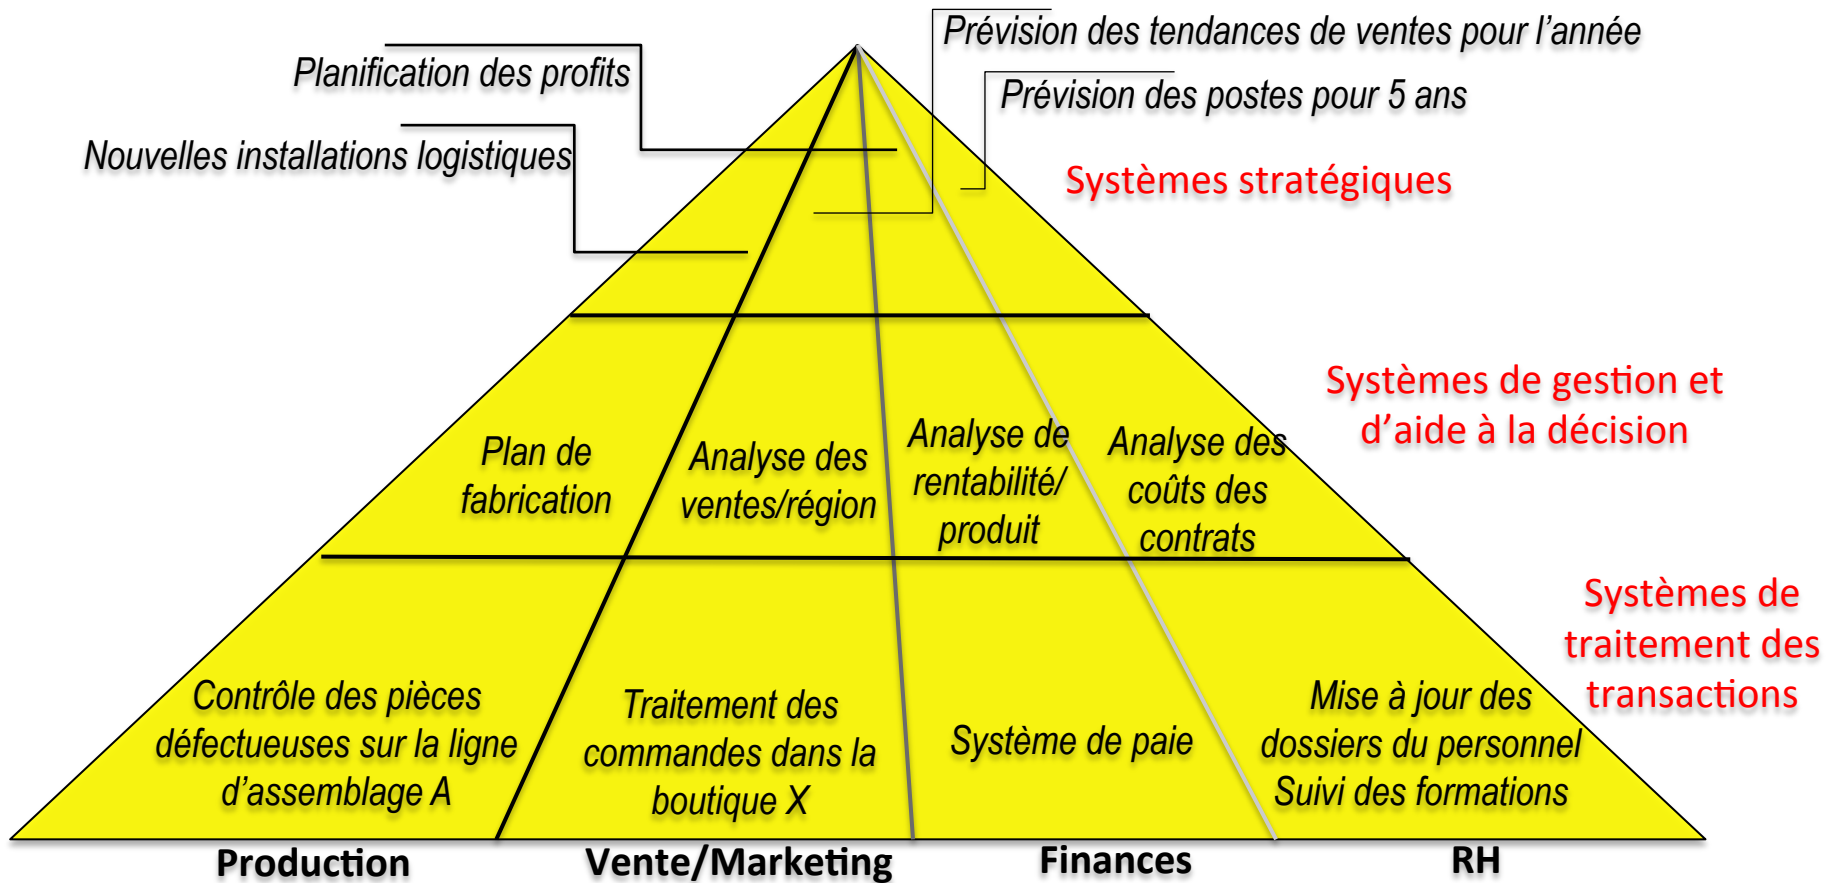 Prévision des tendances de ventes pour l’année
Planification des profits
Prévision des postes pour 5 ans
Nouvelles installations logistiques
Systèmes stratégiques
Systèmes de gestion et
d’aide à la décision
Plan de
fabrication
Analyse des
ventes/région
Analyse de
rentabilité/
produit
Analyse des
coûts des
contrats
Systèmes de
traitement des
transactions
Contrôle des pièces
défectueuses sur la ligne
d’assemblage A
Traitement des
commandes dans la
boutique X
Système de paie
Mise à jour des
dossiers du personnel
Suivi des formations
Production
Vente/Marketing
Finances
RH